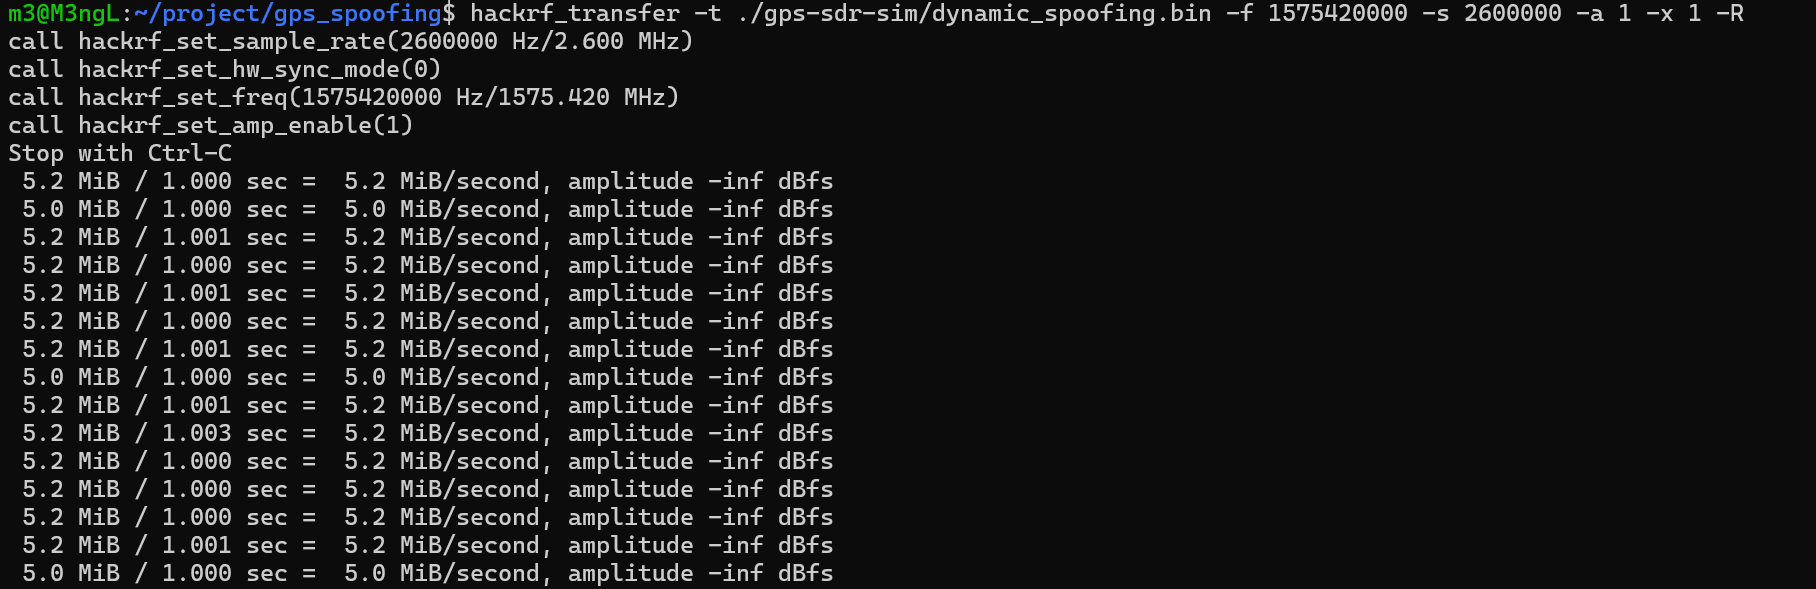 m3@M3ngL:~/project/gps_spoofing$ hackrf_transfer -t ./gps-sdr-sim/dynamic_spoofing.bin -f 1575420000 -s 2600000 -a 1 -x 1 -R
call hackrf_set_sample_rate(2600000 Hz/2.600 MHz)
call hackrf_set_hw_sync_mode(0)
call hackrf_set_freq(1575420000 Hz/1575.420 MHz)
call hackrf_set_amp_enable(1)
Stop with Ctrl-C
 5.2 MiB / 1.000 sec =  5.2 MiB/second, amplitude -inf dBfs
 5.0 MiB / 1.000 sec =  5.0 MiB/second, amplitude -inf dBfs
 5.2 MiB / 1.001 sec =  5.2 MiB/second, amplitude -inf dBfs
 5.2 MiB / 1.000 sec =  5.2 MiB/second, amplitude -inf dBfs
 5.2 MiB / 1.001 sec =  5.2 MiB/second, amplitude -inf dBfs
 5.2 MiB / 1.000 sec =  5.2 MiB/second, amplitude -inf dBfs
 5.2 MiB / 1.001 sec =  5.2 MiB/second, amplitude -inf dBfs
 5.0 MiB / 1.000 sec =  5.0 MiB/second, amplitude -inf dBfs
 5.2 MiB / 1.001 sec =  5.2 MiB/second, amplitude -inf dBfs
 5.2 MiB / 1.003 sec =  5.2 MiB/second, amplitude -inf dBfs
 5.2 MiB / 1.000 sec =  5.2 MiB/second, amplitude -inf dBfs
 5.2 MiB / 1.000 sec =  5.2 MiB/second, amplitude -inf dBfs
 5.2 MiB / 1.000 sec =  5.2 MiB/second, amplitude -inf dBfs
 5.2 MiB / 1.001 sec =  5.2 MiB/second, amplitude -inf dBfs
 5.0 MiB / 1.000 sec =  5.0 MiB/second, amplitude -inf dBfs